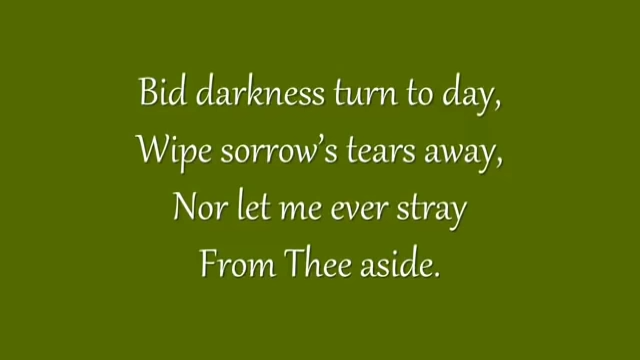 Bid darkness turn to day,
Wipe sorrow’s tears away,
Nor let me ever stray
From Thee aside.